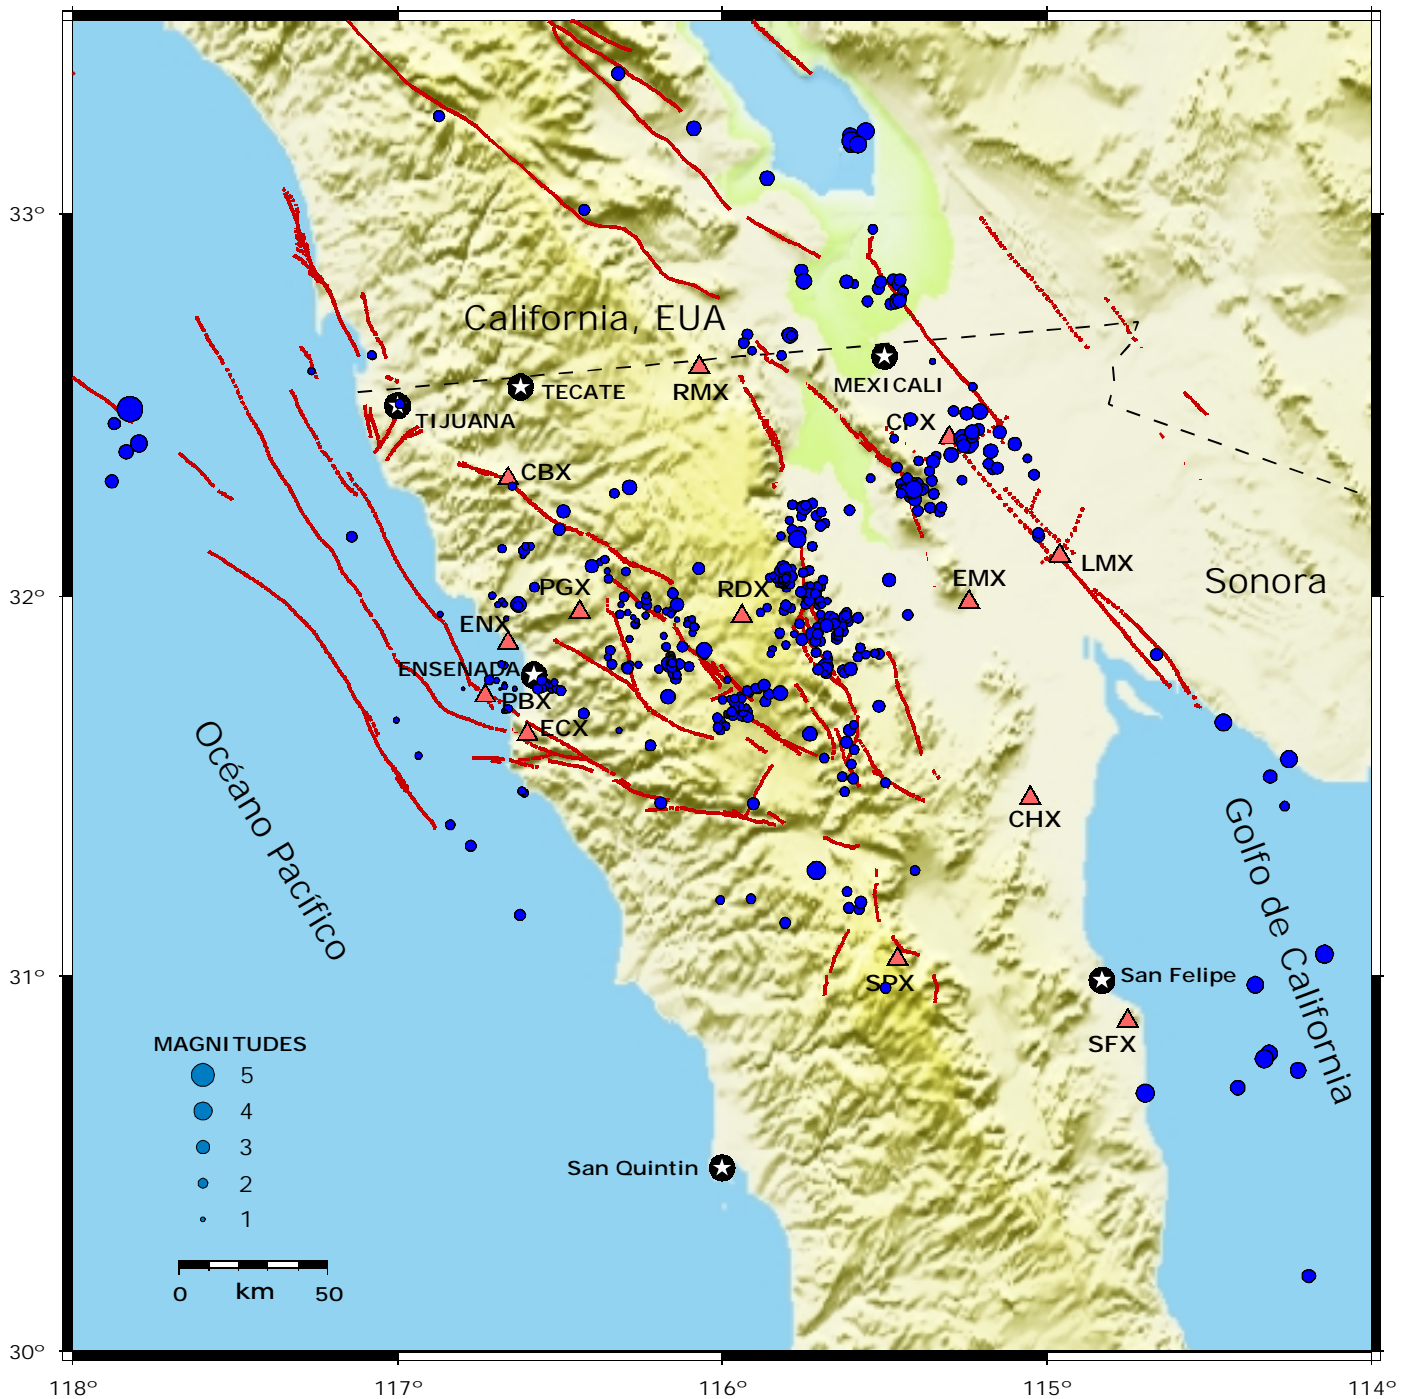 33°
California, EUA
TECATE
RMX
MEXICALI
TIJUANA
CPX
CBX
LMX
EMX
Sonora
PGX
RDX
ENX
ENSENADA
PBX
ECX
32°
Océano Pacífico
CHX
Golfo de California
31°
San Felipe
SPX
SFX
MAGNITUDES
5
4
3
2
1
San Quintin
km
0
50
30°
118°
117°
116°
115°
114°